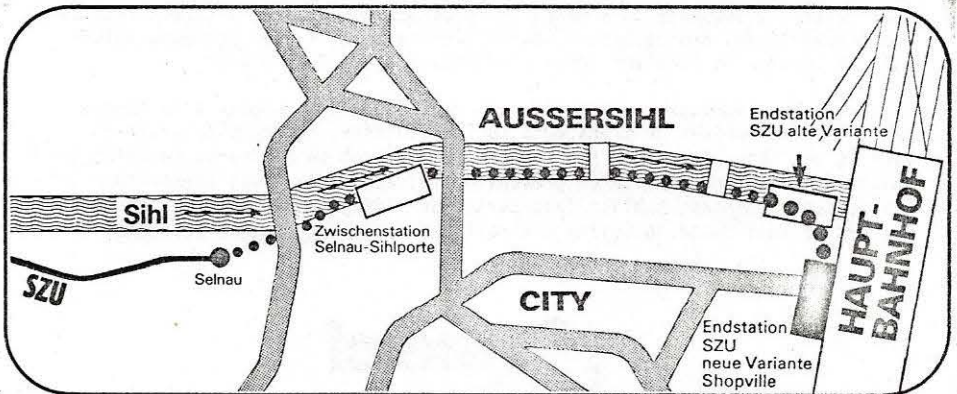 AUSSERSIHL
Endstation
SZU alte Variante
Sihl
Zwischenstation
Selnau-Sihlporte
Selnau
SZU
CITY
Endstation
SZU
neue Variante
Shopville
HAUPT-
BAHNHOF